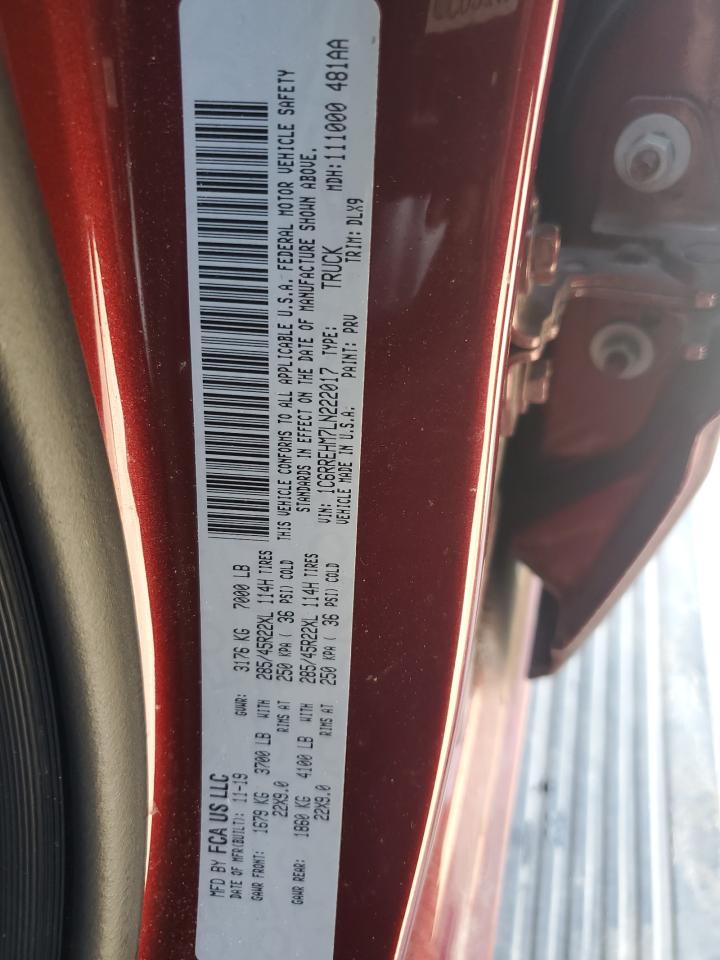 MFD BY FCA US LLC
DATE OF MFR(BUILT): 11-19 GVWR: 3176 KG 7000 LB
GAWR FRONT: 1679 KG 3700 LB WITH 285/45R22XL 114H TIRES
22X9.0 RIMS AT 250 KPA ( 36 PSI) COLD
GAWR REAR: 1860 KG 4100 LB WITH 285/45R22XL 114H TIRES
22X9.0 RIMS AT 250 KPA ( 36 PSI) COLD
THIS VEHICLE CONFORMS TO ALL APPLICABLE U.S.A. FEDERAL MOTOR VEHICLE SAFETY
STANDARDS IN EFFECT ON THE DATE OF MANUFACTURE SHOWN ABOVE.
VIN: 1C6RREHM7LN222017 TYPE: TRUCK MDH:111000 481AA
VEHICLE MADE IN U.S.A. PAINT: PRV TRIM: DLX9